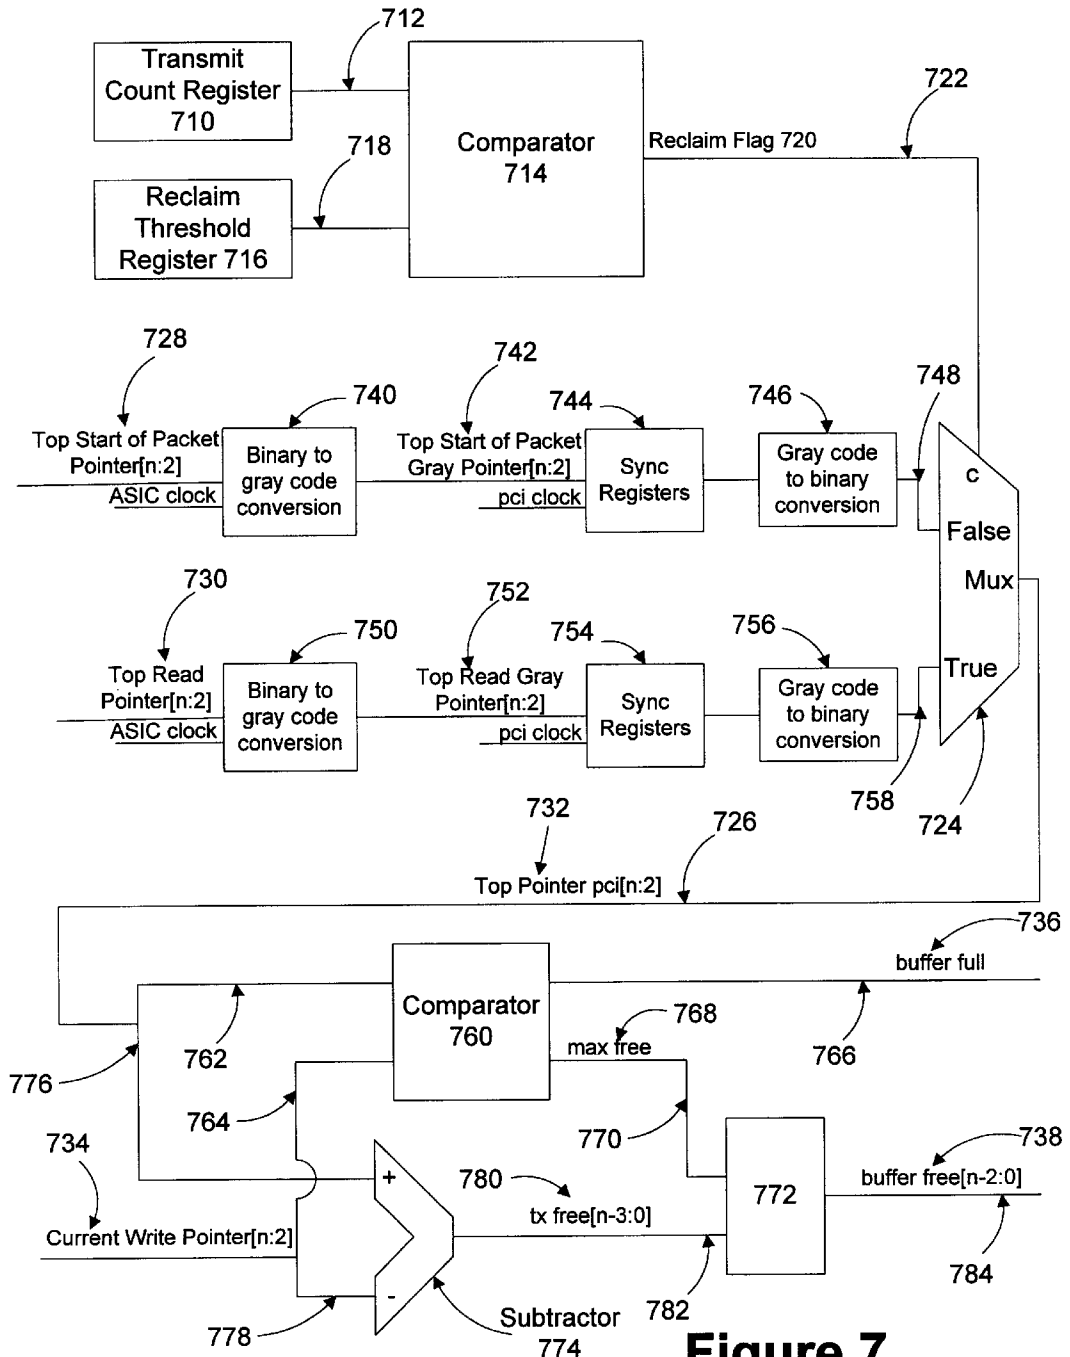 712
Transmit
Count Register
710
718
Comparator
714
Reclaim Flag 720
722
Reclaim
Threshold
Register 716
728
742
740
744
746
748
Top Start of Packet
Pointer[n:2]
ASIC clock
Binary to
gray code
conversion
Top Start of Packet
Gray Pointer[n:2]
pci clock
Sync
Registers
Gray code
to binary
conversion
c
False
Mux
True
730
752
750
754
756
Top Read
Pointer[n:2]
ASIC clock
Binary to
gray code
conversion
Top Read Gray
Pointer[n:2]
pci clock
Sync
Registers
Gray code
to binary
conversion
758
724
732
726
Top Pointer pci[n:2]
736
buffer full
Comparator
760
768
max free
762
766
776
764
770
734
Current Write Pointer[n:2]
+
-
780
tx free[n-3:0]
772
738
buffer free[n-2:0]
784
782
778
Subtractor
774
Figure 7